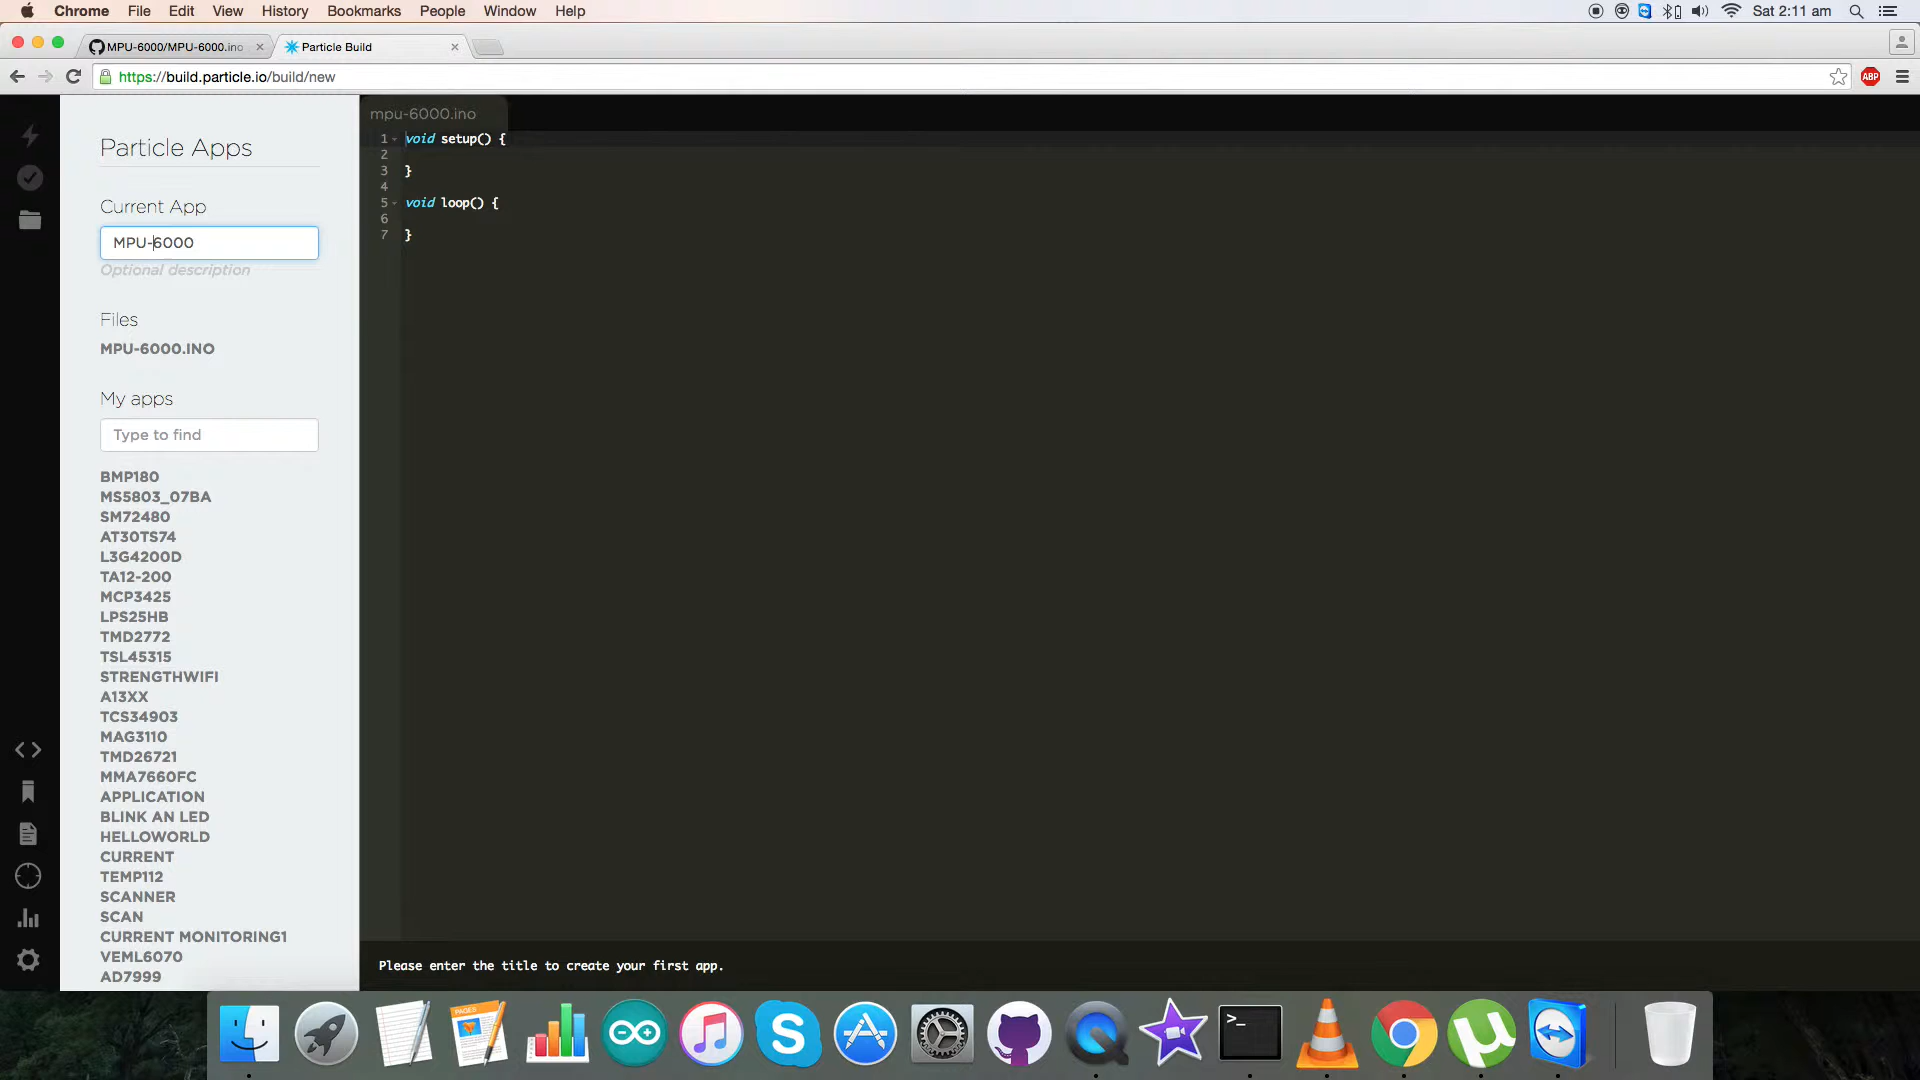 Chrome File Edit View History Bookmarks People Window Help Sat 2:11 am
MPU-6000/MPU-6000.ino Particle Build
https://build.particle.io/build/new ABP
Particle Apps
Current App
MPU-6000
Optional description
Files
MPU-6000.INO
My apps
Type to find
BMP180
MS5803_07BA
SM72480
AT30TS74
L3G4200D
TA12-200
MCP3425
LPS25HB
TMD2772
TSL45315
STRENGTHWIFI
A13XX
TCS34903
MAG3110
TMD26721
MMA7660FC
APPLICATION
BLINK AN LED
HELLOWORLD
CURRENT
TEMP112
SCANNER
SCAN
CURRENT MONITORING1
VEML6070
AD7999
mpu-6000.ino
1 void setup() {
2
3 }
4
5 void loop() {
6
7 }
Please enter the title to create your first app.
PAGES